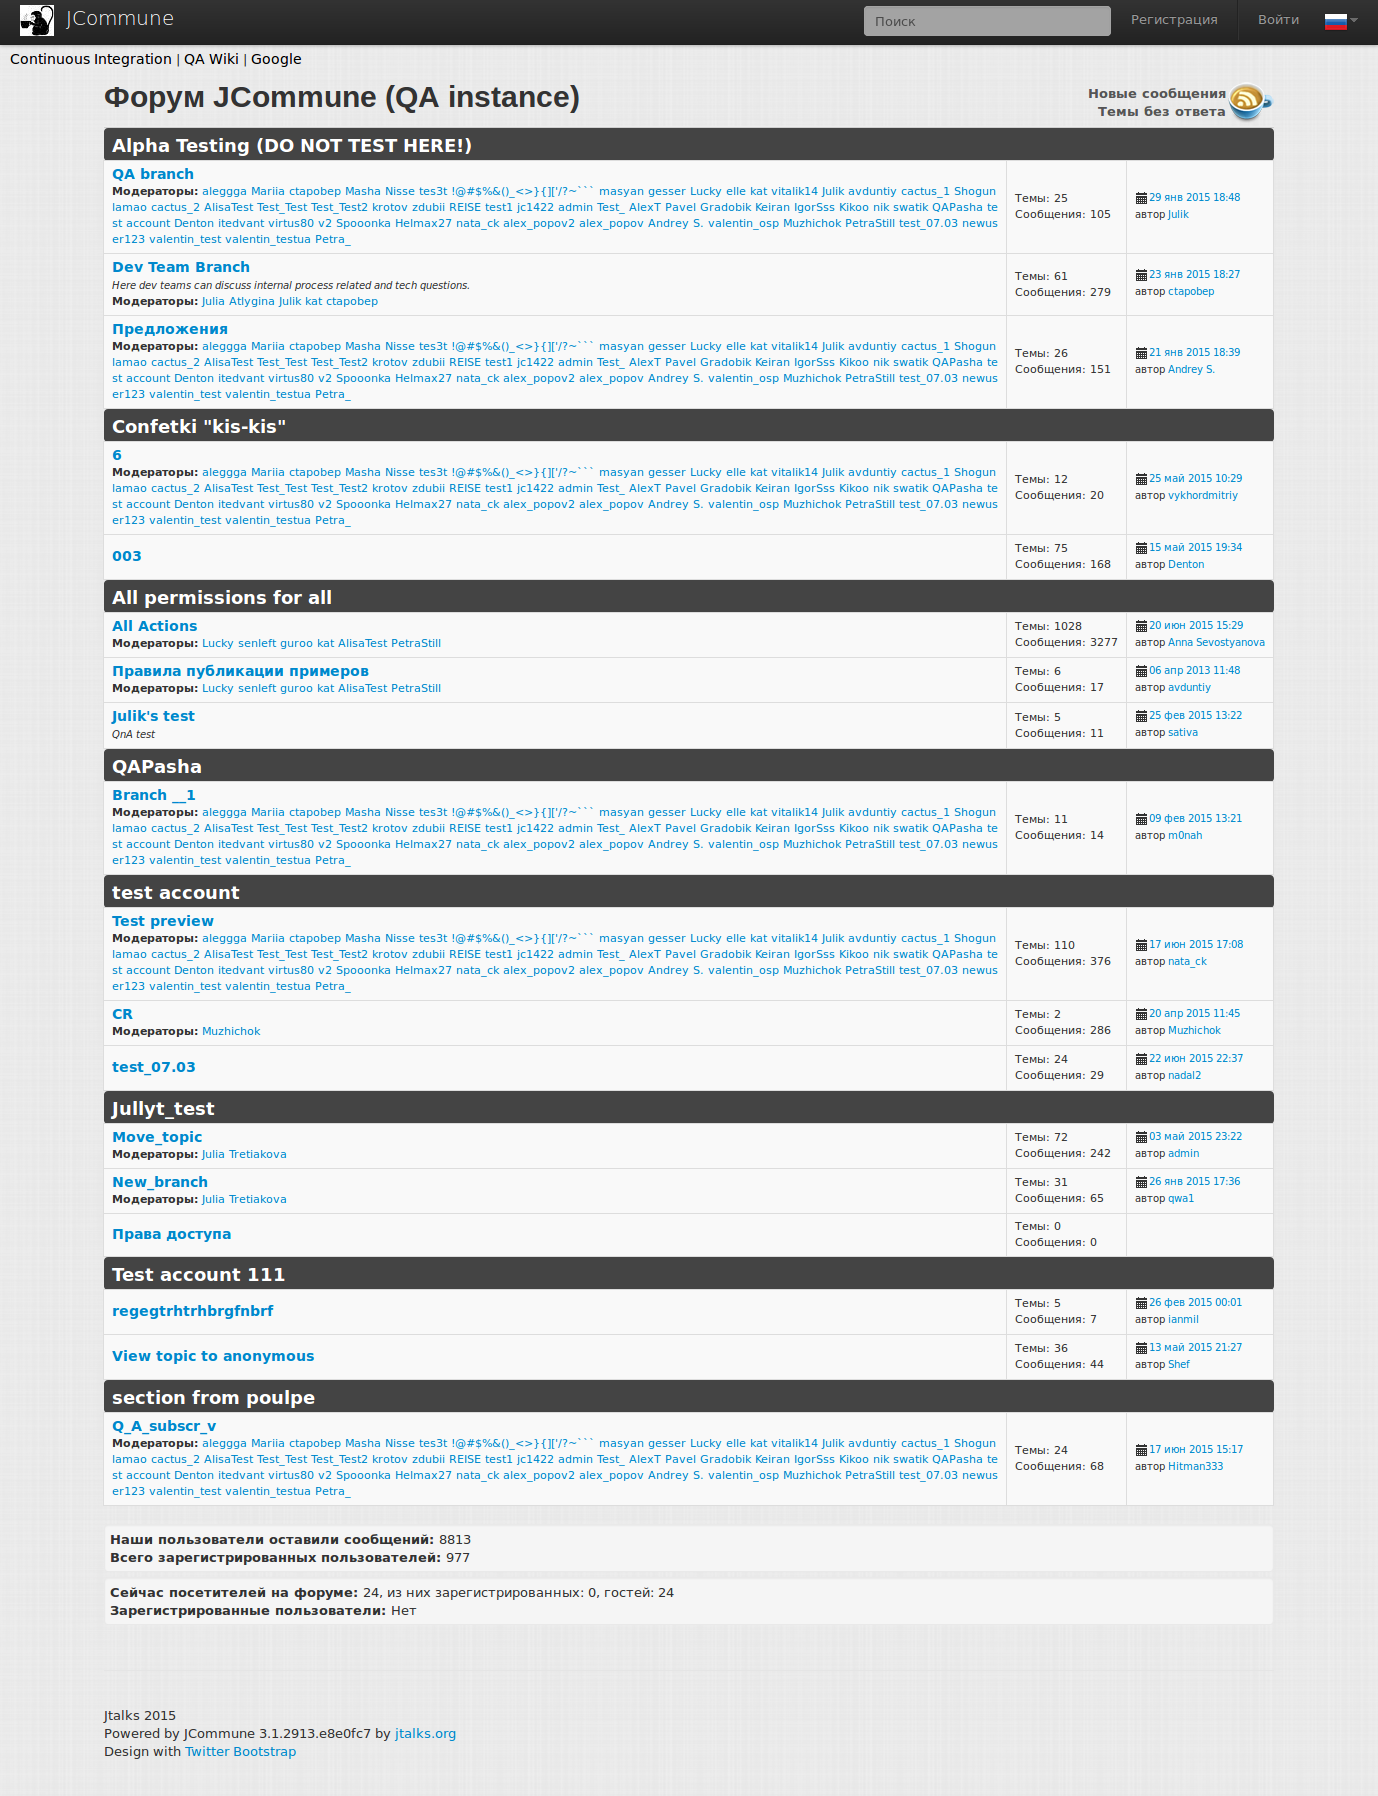 JCommune
Поиск
Регистрация
Войти
Continuous Integration | QA Wiki | Google
Форум JCommune (QA instance)
Новые сообщения
Темы без ответа
Alpha Testing (DO NOT TEST HERE!)
QA branch
Модераторы: aleggga Mariia ctapobep Masha Nisse tes3t !@#$%&()_<>}{]['/?~``` masyan gesser Lucky elle kat vitalik14 Julik avduntiy cactus_1 Shogun
lamao cactus_2 AlisaTest Test_Test Test_Test2 krotov zdubii REISE test1 jc1422 admin Test_ AlexT Pavel Gradobik Keiran IgorSss Kikoo nik swatik QAPasha te
st account Denton itedvant virtus80 v2 Spooonka Helmax27 nata_ck alex_popov2 alex_popov Andrey S. valentin_osp Muzhichok PetraStill test_07.03 newus
er123 valentin_test valentin_testua Petra_
Темы: 25
Сообщения: 105
29 янв 2015 18:48
автор Julik
Dev Team Branch
Here dev teams can discuss internal process related and tech questions.
Модераторы: Julia Atlygina Julik kat ctapobep
Темы: 61
Сообщения: 279
23 янв 2015 18:27
автор ctapobep
Предложения
Модераторы: aleggga Mariia ctapobep Masha Nisse tes3t !@#$%&()_<>}{]['/?~``` masyan gesser Lucky elle kat vitalik14 Julik avduntiy cactus_1 Shogun
lamao cactus_2 AlisaTest Test_Test Test_Test2 krotov zdubii REISE test1 jc1422 admin Test_ AlexT Pavel Gradobik Keiran IgorSss Kikoo nik swatik QAPasha te
st account Denton itedvant virtus80 v2 Spooonka Helmax27 nata_ck alex_popov2 alex_popov Andrey S. valentin_osp Muzhichok PetraStill test_07.03 newus
er123 valentin_test valentin_testua Petra_
Темы: 26
Сообщения: 151
21 янв 2015 18:39
автор Andrey S.
Confetki "kis-kis"
6
Модераторы: aleggga Mariia ctapobep Masha Nisse tes3t !@#$%&()_<>}{]['/?~``` masyan gesser Lucky elle kat vitalik14 Julik avduntiy cactus_1 Shogun
lamao cactus_2 AlisaTest Test_Test Test_Test2 krotov zdubii REISE test1 jc1422 admin Test_ AlexT Pavel Gradobik Keiran IgorSss Kikoo nik swatik QAPasha te
st account Denton itedvant virtus80 v2 Spooonka Helmax27 nata_ck alex_popov2 alex_popov Andrey S. valentin_osp Muzhichok PetraStill test_07.03 newus
er123 valentin_test valentin_testua Petra_
Темы: 12
Сообщения: 20
25 май 2015 10:29
автор vykhordmitriy
003
Темы: 75
Сообщения: 168
15 май 2015 19:34
автор Denton
All permissions for all
All Actions
Модераторы: Lucky senleft guroo kat AlisaTest PetraStill
Темы: 1028
Сообщения: 3277
20 июн 2015 15:29
автор Anna Sevostyanova
Правила публикации примеров
Модераторы: Lucky senleft guroo kat AlisaTest PetraStill
Темы: 6
Сообщения: 17
06 апр 2013 11:48
автор avduntiy
Julik's test
QnA test
Темы: 5
Сообщения: 11
25 фев 2015 13:22
автор sativa
QAPasha
Branch __1
Модераторы: aleggga Mariia ctapobep Masha Nisse tes3t !@#$%&()_<>}{]['/?~``` masyan gesser Lucky elle kat vitalik14 Julik avduntiy cactus_1 Shogun
lamao cactus_2 AlisaTest Test_Test Test_Test2 krotov zdubii REISE test1 jc1422 admin Test_ AlexT Pavel Gradobik Keiran IgorSss Kikoo nik swatik QAPasha te
st account Denton itedvant virtus80 v2 Spooonka Helmax27 nata_ck alex_popov2 alex_popov Andrey S. valentin_osp Muzhichok PetraStill test_07.03 newus
er123 valentin_test valentin_testua Petra_
Темы: 11
Сообщения: 14
09 фев 2015 13:21
автор m0nah
test account
Test preview
Модераторы: aleggga Mariia ctapobep Masha Nisse tes3t !@#$%&()_<>}{]['/?~``` masyan gesser Lucky elle kat vitalik14 Julik avduntiy cactus_1 Shogun
lamao cactus_2 AlisaTest Test_Test Test_Test2 krotov zdubii REISE test1 jc1422 admin Test_ AlexT Pavel Gradobik Keiran IgorSss Kikoo nik swatik QAPasha te
st account Denton itedvant virtus80 v2 Spooonka Helmax27 nata_ck alex_popov2 alex_popov Andrey S. valentin_osp Muzhichok PetraStill test_07.03 newus
er123 valentin_test valentin_testua Petra_
Темы: 110
Сообщения: 376
17 июн 2015 17:08
автор nata_ck
CR
Модераторы: Muzhichok
Темы: 2
Сообщения: 286
20 апр 2015 11:45
автор Muzhichok
test_07.03
Темы: 24
Сообщения: 29
22 июн 2015 22:37
автор nadal2
Jullyt_test
Move_topic
Модераторы: Julia Tretiakova
Темы: 72
Сообщения: 242
03 май 2015 23:22
автор admin
New_branch
Модераторы: Julia Tretiakova
Темы: 31
Сообщения: 65
26 янв 2015 17:36
автор qwa1
Права доступа
Темы: 0
Сообщения: 0
Test account 111
regegtrhtrhbrgfnbrf
Темы: 5
Сообщения: 7
26 фев 2015 00:01
автор ianmil
View topic to anonymous
Темы: 36
Сообщения: 44
13 май 2015 21:27
автор Shef
section from poulpe
Q_A_subscr_v
Модераторы: aleggga Mariia ctapobep Masha Nisse tes3t !@#$%&()_<>}{]['/?~``` masyan gesser Lucky elle kat vitalik14 Julik avduntiy cactus_1 Shogun
lamao cactus_2 AlisaTest Test_Test Test_Test2 krotov zdubii REISE test1 jc1422 admin Test_ AlexT Pavel Gradobik Keiran IgorSss Kikoo nik swatik QAPasha te
st account Denton itedvant virtus80 v2 Spooonka Helmax27 nata_ck alex_popov2 alex_popov Andrey S. valentin_osp Muzhichok PetraStill test_07.03 newus
er123 valentin_test valentin_testua Petra_
Темы: 24
Сообщения: 68
17 июн 2015 15:17
автор Hitman333
Наши пользователи оставили сообщений: 8813
Всего зарегистрированных пользователей: 977
Сейчас посетителей на форуме: 24, из них зарегистрированных: 0, гостей: 24
Зарегистрированные пользователи: Нет
Jtalks 2015
Powered by JCommune 3.1.2913.e8e0fc7 by jtalks.org
Design with Twitter Bootstrap